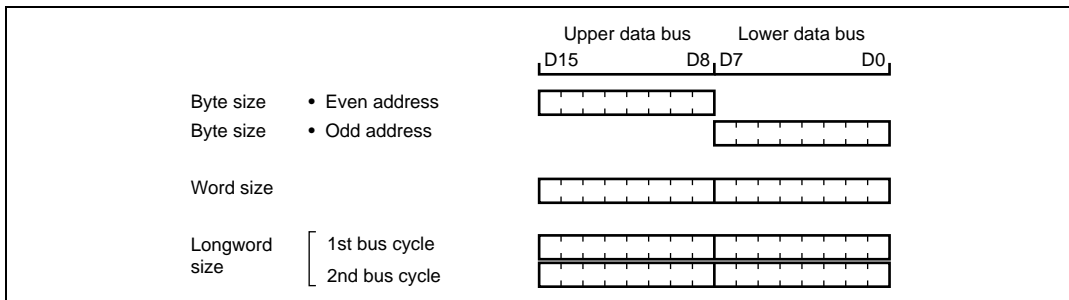 Upper data bus Lower data bus
D15 D8 D7 D0
Byte size • Even address
Byte size • Odd address
Word size
Longword size
1st bus cycle
2nd bus cycle